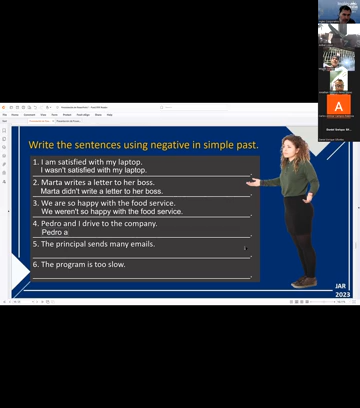 Write the sentences using negative in simple past.
1. I am satisfied with my laptop.
I wasn't satisfied with my laptop.
2. Marta writes a letter to her boss.
Marta didn't write a letter to her boss.
3. We are so happy with the food service.
We weren't so happy with the food service.
4. Pedro and I drive to the company.
Pedro a
5. The principal sends many emails.
6. The program is too slow.
JAR
2023
A